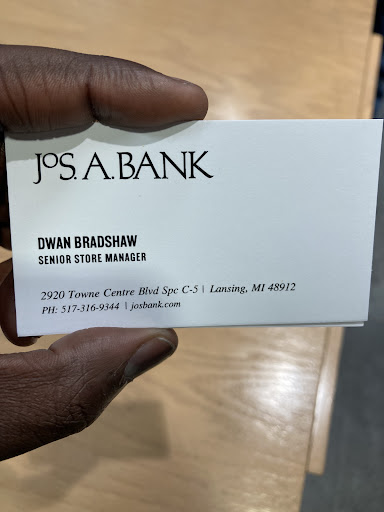 JoS. A. BANK
DWAN BRADSHAW
SENIOR STORE MANAGER
2920 Towne Centre Blvd Spc C-5 | Lansing, MI 48912
PH: 517-316-9344 | josbank.com